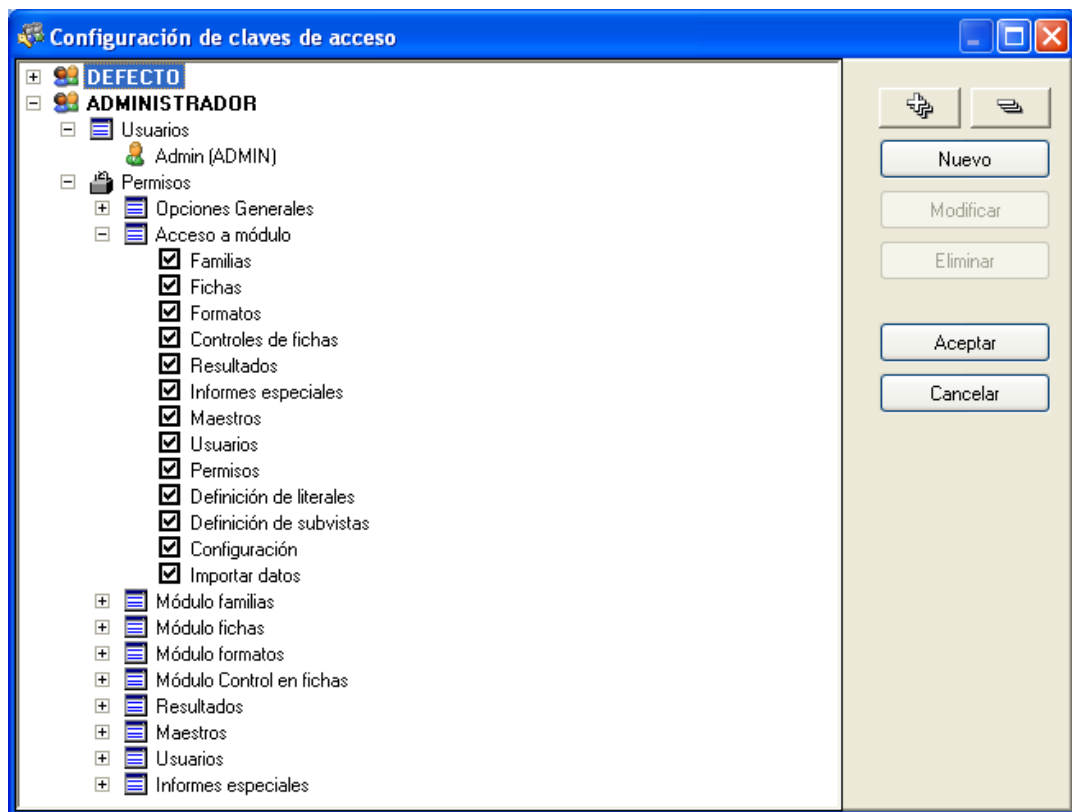 Configuración de claves de acceso
DEFECTO
ADMINISTRADOR
Usuarios
Admin (ADMIN)
Permisos
Opciones Generales
Acceso a módulo
Familias
Fichas
Formatos
Controles de fichas
Resultados
Informes especiales
Maestros
Usuarios
Permisos
Definición de literales
Definición de subvistas
Configuración
Importar datos
Módulo familias
Módulo fichas
Módulo formatos
Módulo Control en fichas
Resultados
Maestros
Usuarios
Informes especiales
Nuevo
Modificar
Eliminar
Aceptar
Cancelar